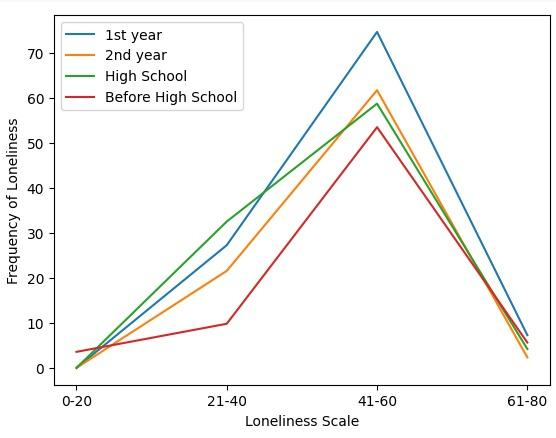 1st year
2nd year
High School
Before High School
Frequency of Loneliness
70
60
50
40
30
20
10
0
0-20 21-40 41-60 61-80
Loneliness Scale